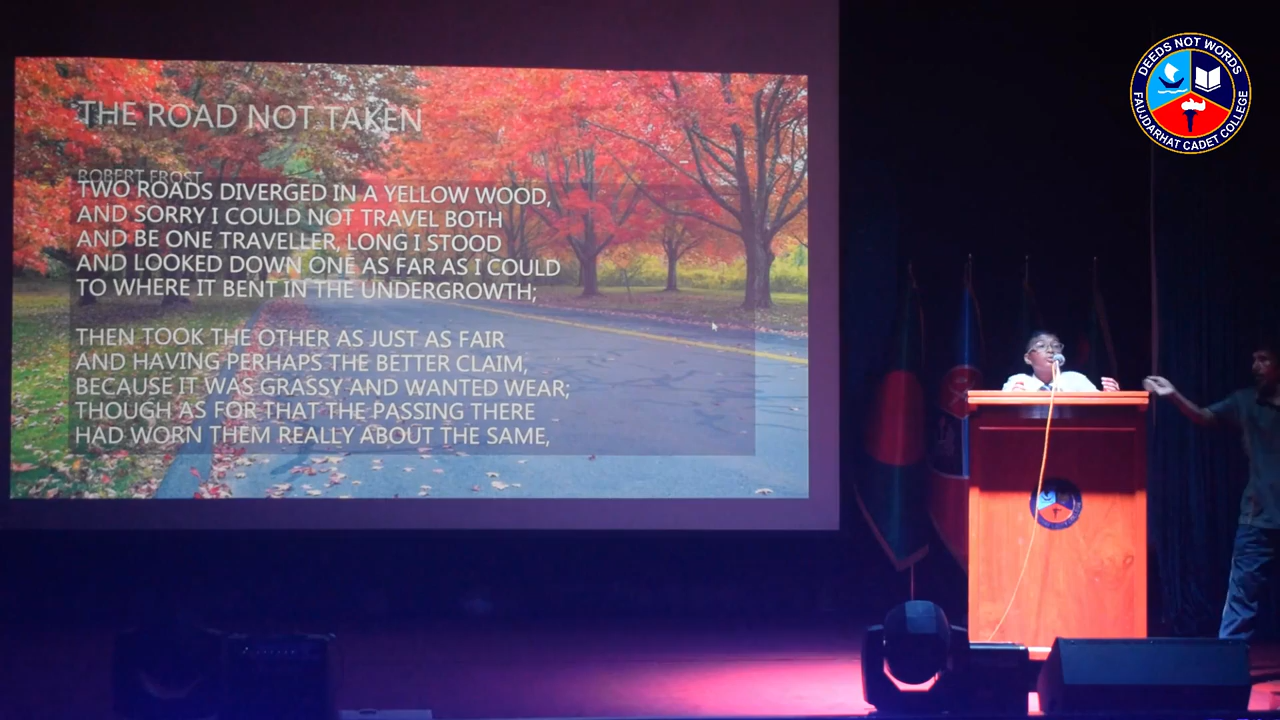 THE ROAD NOT TAKEN
ROBERT FROST
TWO ROADS DIVERGED IN A YELLOW WOOD,
AND SORRY I COULD NOT TRAVEL BOTH
AND BE ONE TRAVELLER, LONG I STOOD
AND LOOKED DOWN ONE AS FAR AS I COULD
TO WHERE IT BENT IN THE UNDERGROWTH;
THEN TOOK THE OTHER AS JUST AS FAIR
AND HAVING PERHAPS THE BETTER CLAIM,
BECAUSE IT WAS GRASSY AND WANTED WEAR;
THOUGH AS FOR THAT THE PASSING THERE
HAD WORN THEM REALLY ABOUT THE SAME,
DEEDS NOT WORDS
FAUJDARHAT CADET COLLEGE